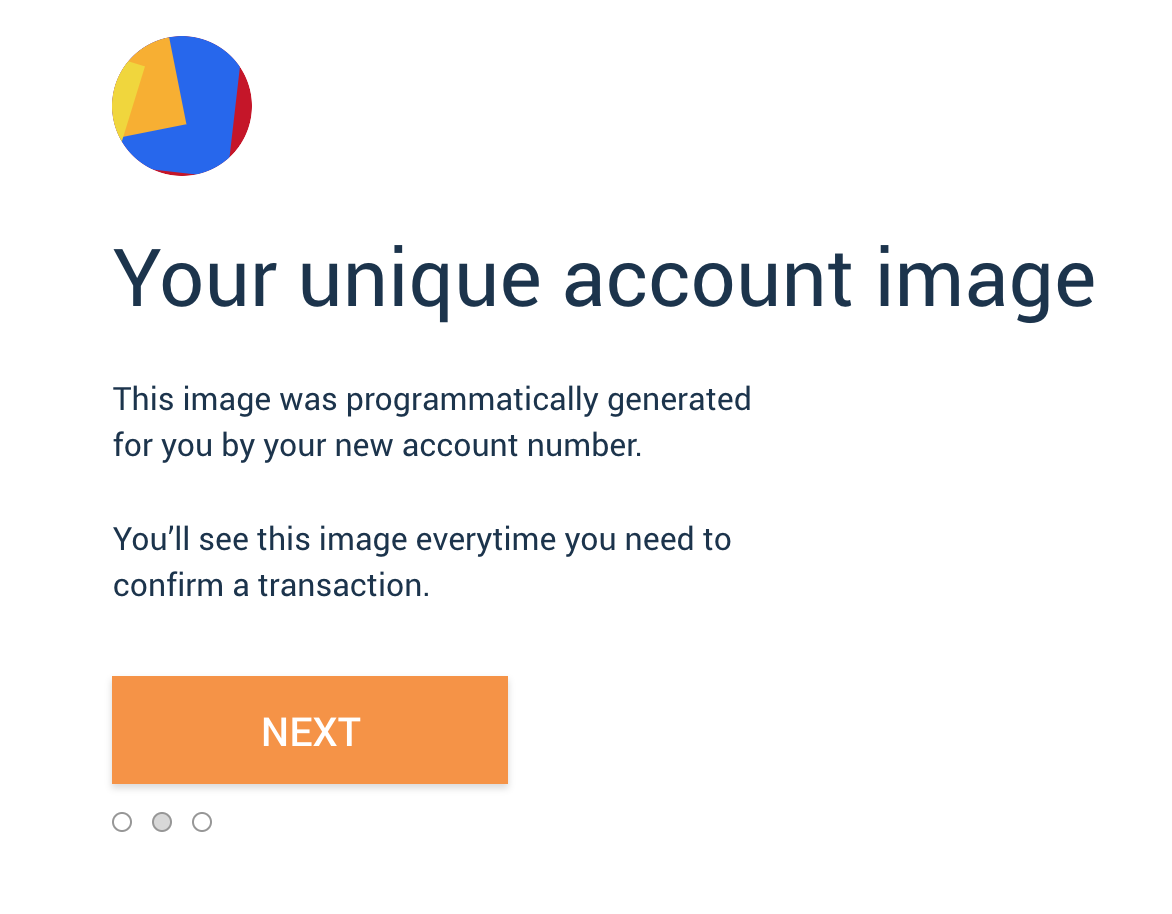 Your unique account image
This image was programmatically generated
for you by your new account number.
You’ll see this image everytime you need to
confirm a transaction.
NEXT